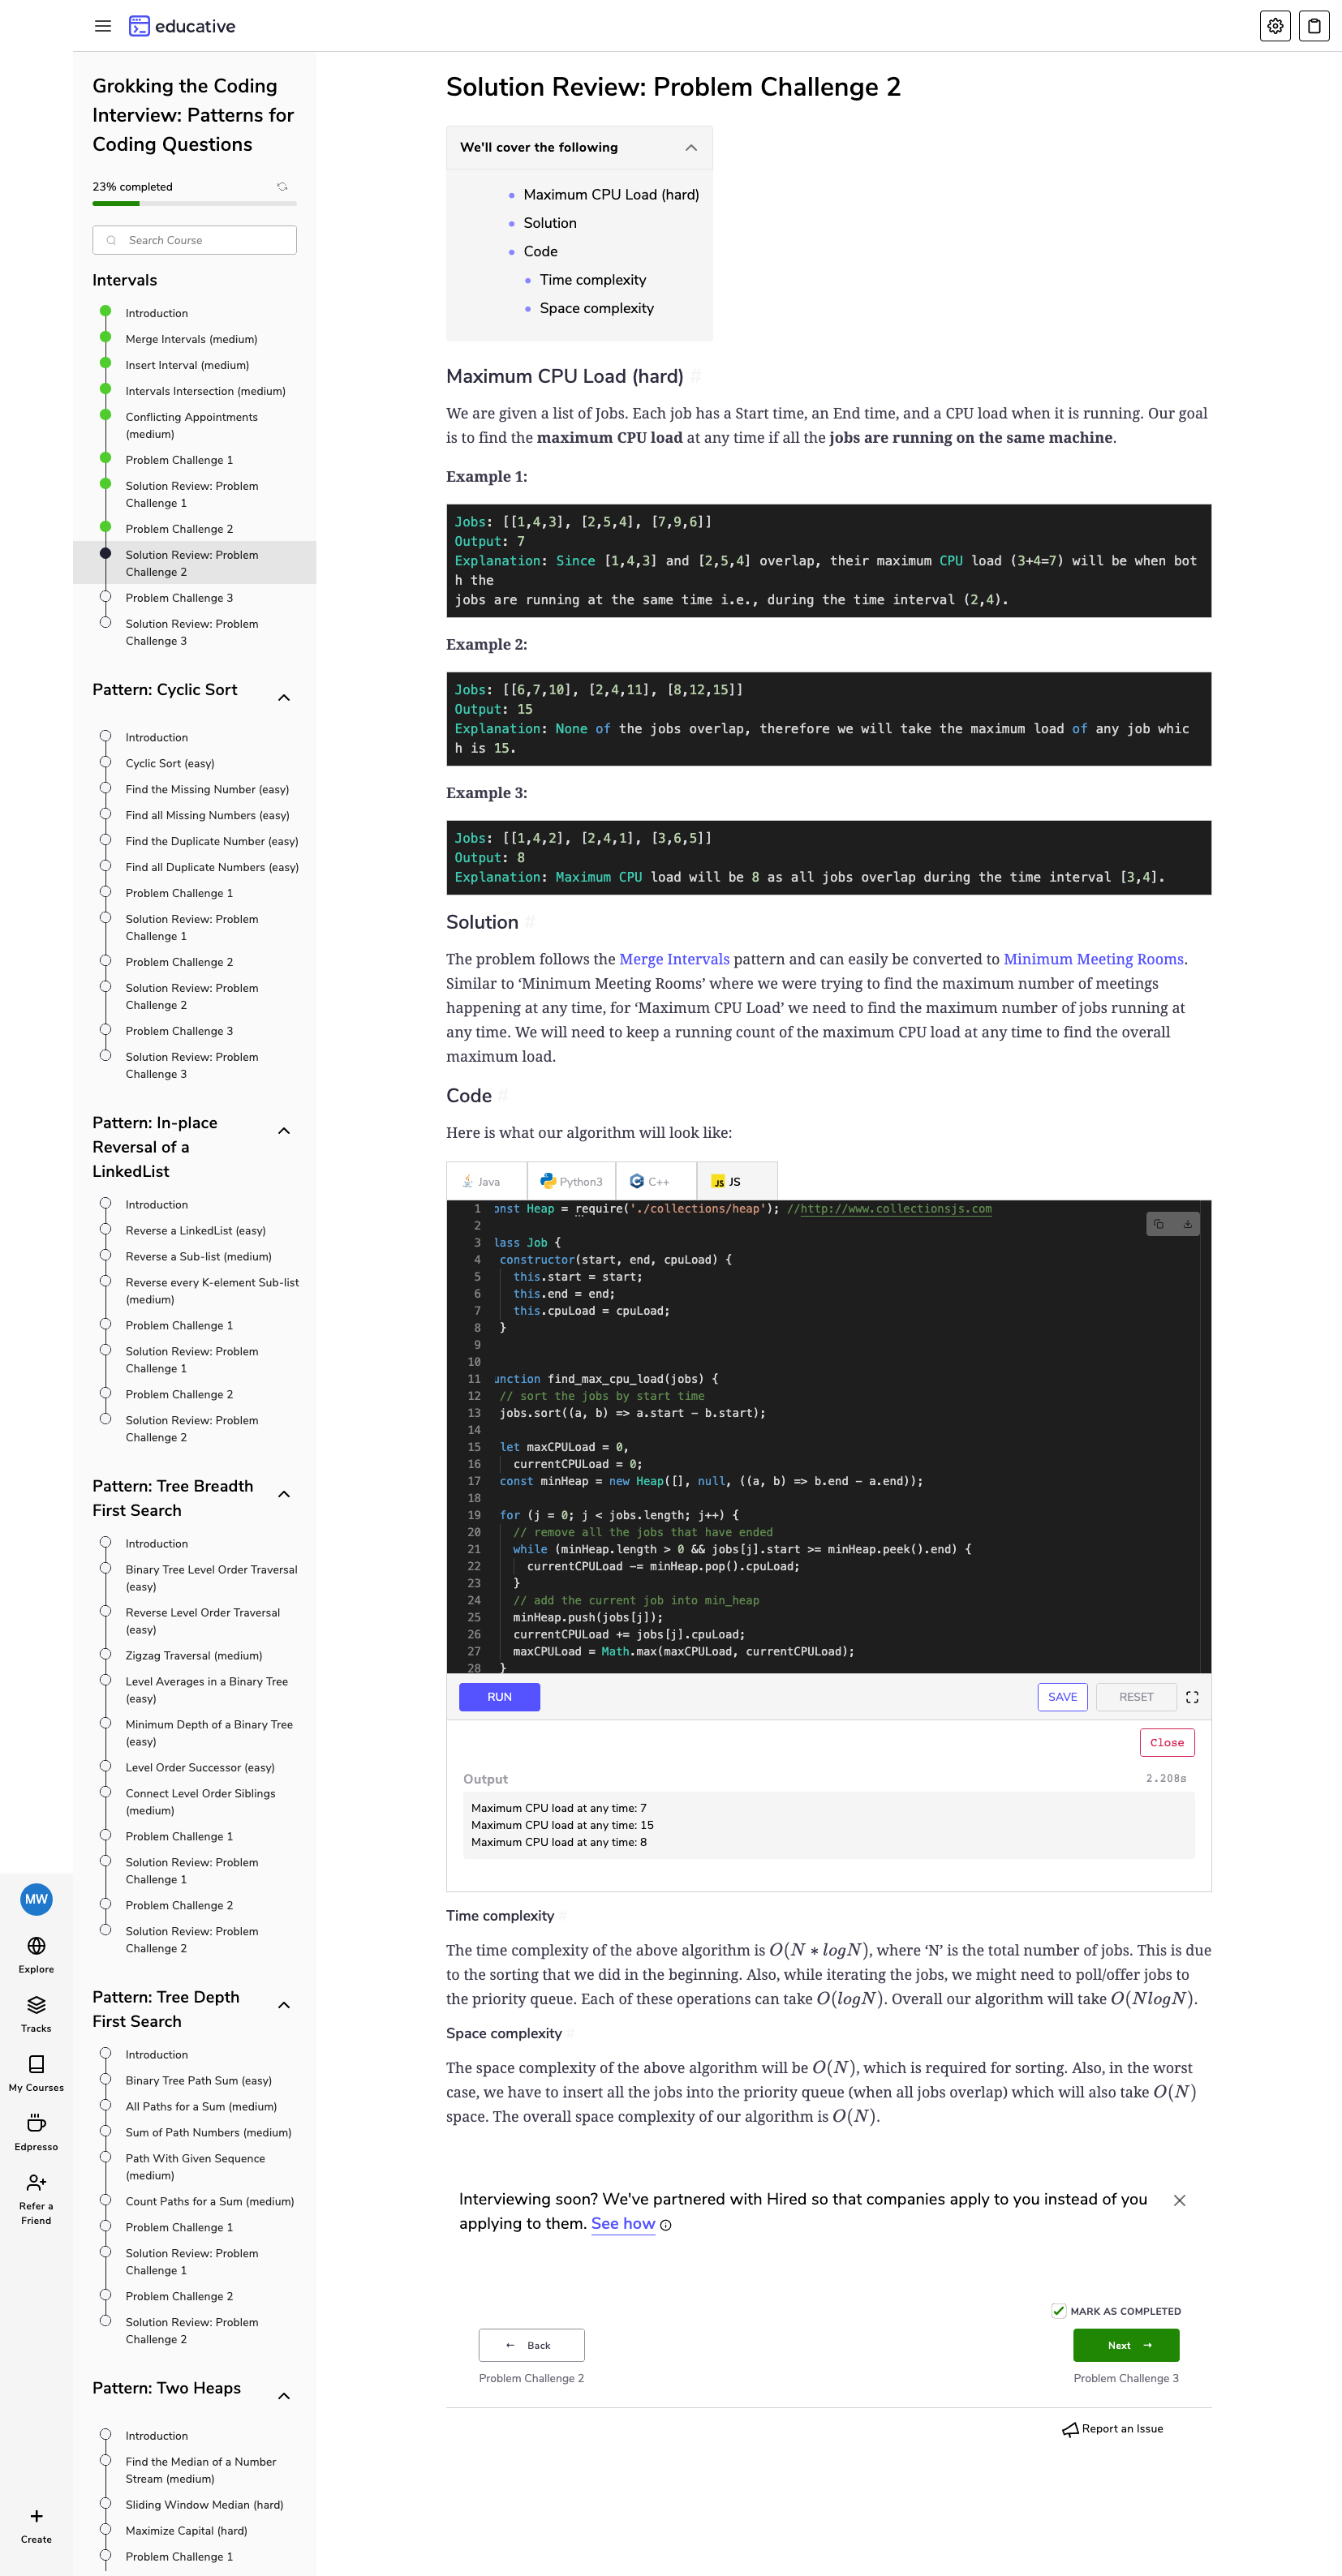 educative
Grokking the Coding
Interview: Patterns for
Coding Questions
23% completed
Search Course
Intervals
Introduction
Merge Intervals (medium)
Insert Interval (medium)
Intervals Intersection (medium)
Conflicting Appointments
(medium)
Problem Challenge 1
Solution Review: Problem
Challenge 1
Problem Challenge 2
Solution Review: Problem
Challenge 2
Problem Challenge 3
Solution Review: Problem
Challenge 3
Pattern: Cyclic Sort
Introduction
Cyclic Sort (easy)
Find the Missing Number (easy)
Find all Missing Numbers (easy)
Find the Duplicate Number (easy)
Find all Duplicate Numbers (easy)
Problem Challenge 1
Solution Review: Problem
Challenge 1
Problem Challenge 2
Solution Review: Problem
Challenge 2
Problem Challenge 3
Solution Review: Problem
Challenge 3
Pattern: In-place
Reversal of a
LinkedList
Introduction
Reverse a LinkedList (easy)
Reverse a Sub-list (medium)
Reverse every K-element Sub-list
(medium)
Problem Challenge 1
Solution Review: Problem
Challenge 1
Problem Challenge 2
Solution Review: Problem
Challenge 2
Pattern: Tree Breadth
First Search
Introduction
Binary Tree Level Order Traversal
(easy)
Reverse Level Order Traversal
(easy)
Zigzag Traversal (medium)
Level Averages in a Binary Tree
(easy)
Minimum Depth of a Binary Tree
(easy)
Level Order Successor (easy)
Connect Level Order Siblings
(medium)
Problem Challenge 1
Solution Review: Problem
Challenge 1
Problem Challenge 2
Solution Review: Problem
Challenge 2
Pattern: Tree Depth
First Search
Introduction
Binary Tree Path Sum (easy)
All Paths for a Sum (medium)
Sum of Path Numbers (medium)
Path With Given Sequence
(medium)
Count Paths for a Sum (medium)
Problem Challenge 1
Solution Review: Problem
Challenge 1
Problem Challenge 2
Solution Review: Problem
Challenge 2
Pattern: Two Heaps
Introduction
Find the Median of a Number
Stream (medium)
Sliding Window Median (hard)
Maximize Capital (hard)
Problem Challenge 1
MW
Explore
Tracks
My Courses
Edpresso
Refer a
Friend
Create
Solution Review: Problem Challenge 2
We'll cover the following
Maximum CPU Load (hard)
Solution
Code
Time complexity
Space complexity
Maximum CPU Load (hard) #
We are given a list of Jobs. Each job has a Start time, an End time, and a CPU load when it is running. Our goal
is to find the maximum CPU load at any time if all the jobs are running on the same machine.
Example 1:
Jobs: [[1,4,3], [2,5,4], [7,9,6]]
Output: 7
Explanation: Since [1,4,3] and [2,5,4] overlap, their maximum CPU load (3+4=7) will be when bot
h the
jobs are running at the same time i.e., during the time interval (2,4).
Example 2:
Jobs: [[6,7,10], [2,4,11], [8,12,15]]
Output: 15
Explanation: None of the jobs overlap, therefore we will take the maximum load of any job whic
h is 15.
Example 3:
Jobs: [[1,4,2], [2,4,1], [3,6,5]]
Output: 8
Explanation: Maximum CPU load will be 8 as all jobs overlap during the time interval [3,4].
Solution #
The problem follows the Merge Intervals pattern and can easily be converted to Minimum Meeting Rooms.
Similar to ‘Minimum Meeting Rooms’ where we were trying to find the maximum number of meetings
happening at any time, for ‘Maximum CPU Load’ we need to find the maximum number of jobs running at
any time. We will need to keep a running count of the maximum CPU load at any time to find the overall
maximum load.
Code #
Here is what our algorithm will look like:
Java Python3 C++ JS
1 onst Heap = require('./collections/heap'); //http://www.collectionsjs.com
2
3 lass Job {
4 constructor(start, end, cpuLoad) {
5 this.start = start;
6 this.end = end;
7 this.cpuLoad = cpuLoad;
8 }
9
10
11 unction find_max_cpu_load(jobs) {
12 // sort the jobs by start time
13 jobs.sort((a, b) => a.start - b.start);
14
15 let maxCPULoad = 0,
16 currentCPULoad = 0;
17 const minHeap = new Heap([], null, ((a, b) => b.end - a.end));
18
19 for (j = 0; j < jobs.length; j++) {
20 // remove all the jobs that have ended
21 while (minHeap.length > 0 && jobs[j].start >= minHeap.peek().end) {
22 currentCPULoad -= minHeap.pop().cpuLoad;
23 }
24 // add the current job into min_heap
25 minHeap.push(jobs[j]);
26 currentCPULoad += jobs[j].cpuLoad;
27 maxCPULoad = Math.max(maxCPULoad, currentCPULoad);
28 }
RUN SAVE RESET
Close
Output 2.208s
Maximum CPU load at any time: 7
Maximum CPU load at any time: 15
Maximum CPU load at any time: 8
Time complexity #
The time complexity of the above algorithm is O(N ∗ logN), where ‘N’ is the total number of jobs. This is due
to the sorting that we did in the beginning. Also, while iterating the jobs, we might need to poll/offer jobs to
the priority queue. Each of these operations can take O(logN). Overall our algorithm will take O(NlogN).
Space complexity #
The space complexity of the above algorithm will be O(N), which is required for sorting. Also, in the worst
case, we have to insert all the jobs into the priority queue (when all jobs overlap) which will also take O(N)
space. The overall space complexity of our algorithm is O(N).
Interviewing soon? We've partnered with Hired so that companies apply to you instead of you
applying to them. See how
MARK AS COMPLETED
← Back Next →
Problem Challenge 2 Problem Challenge 3
Report an Issue